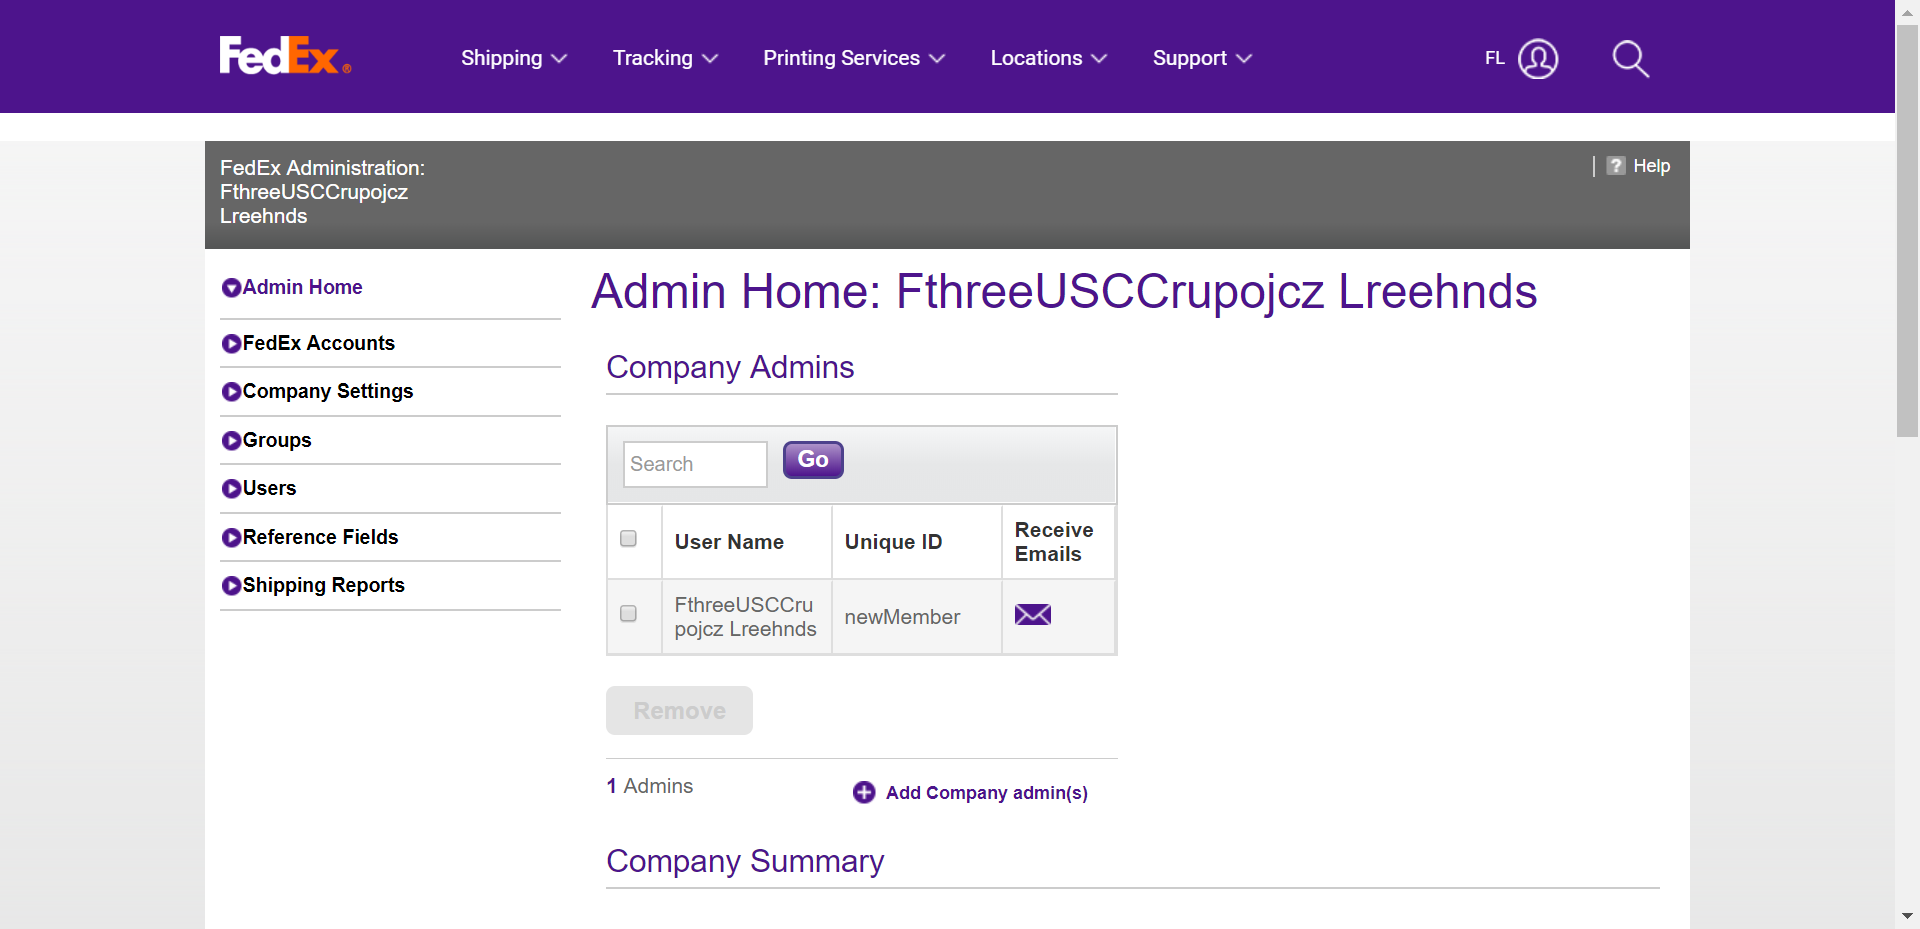 FedEx®
Shipping
Tracking
Printing Services
Locations
Support
FL
FedEx Administration:
FthreeUSCCrupojcz
Lreehnds
? Help
Admin Home
FedEx Accounts
Company Settings
Groups
Users
Reference Fields
Shipping Reports
Admin Home: FthreeUSCCrupojcz Lreehnds
Company Admins
Search
Go
User Name
Unique ID
Receive
Emails
FthreeUSCCru
pojcz Lreehnds
newMember
Remove
1 Admins
Add Company admin(s)
Company Summary